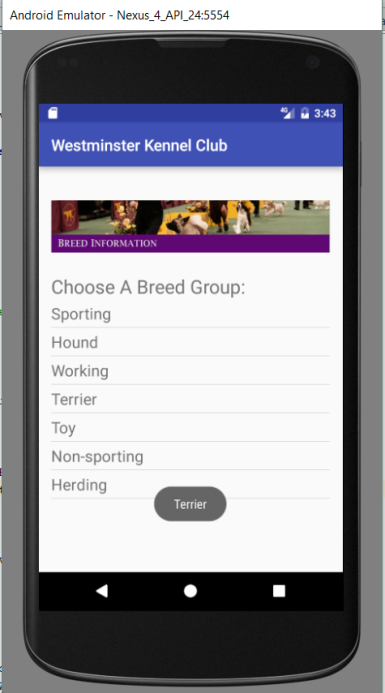 Android Emulator - Nexus_4_API_24:5554
4G 3:43
Westminster Kennel Club
BREED INFORMATION
Choose A Breed Group:
Sporting
Hound
Working
Terrier
Toy
Non-sporting
Herding
Terrier